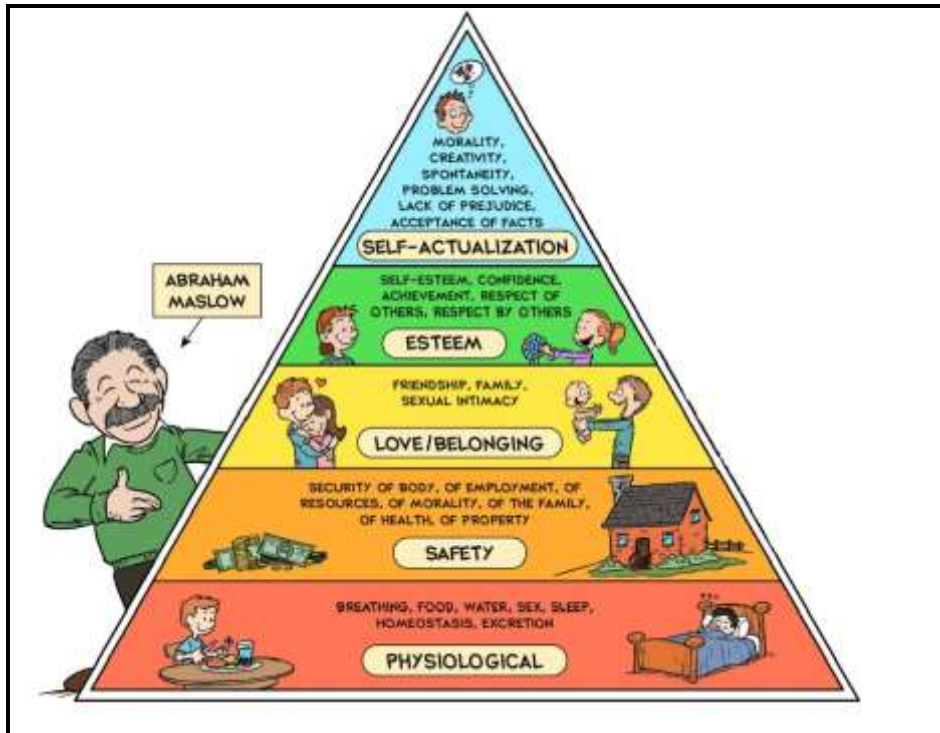 MORALITY,
CREATIVITY,
SPONTANEITY,
PROBLEM SOLVING,
LACK OF PREJUDICE,
ACCEPTANCE OF FACTS
SELF-ACTUALIZATION
ABRAHAM
MASLOW
SELF-ESTEEM, CONFIDENCE,
ACHIEVEMENT, RESPECT OF
OTHERS, RESPECT BY OTHERS
ESTEEM
FRIENDSHIP, FAMILY,
SEXUAL INTIMACY
LOVE/BELONGING
SECURITY OF BODY, OF EMPLOYMENT, OF
RESOURCES, OF MORALITY, OF THE FAMILY,
OF HEALTH, OF PROPERTY
SAFETY
BREATHING, FOOD, WATER, SEX, SLEEP,
HOMEOSTASIS, EXCRETION
PHYSIOLOGICAL